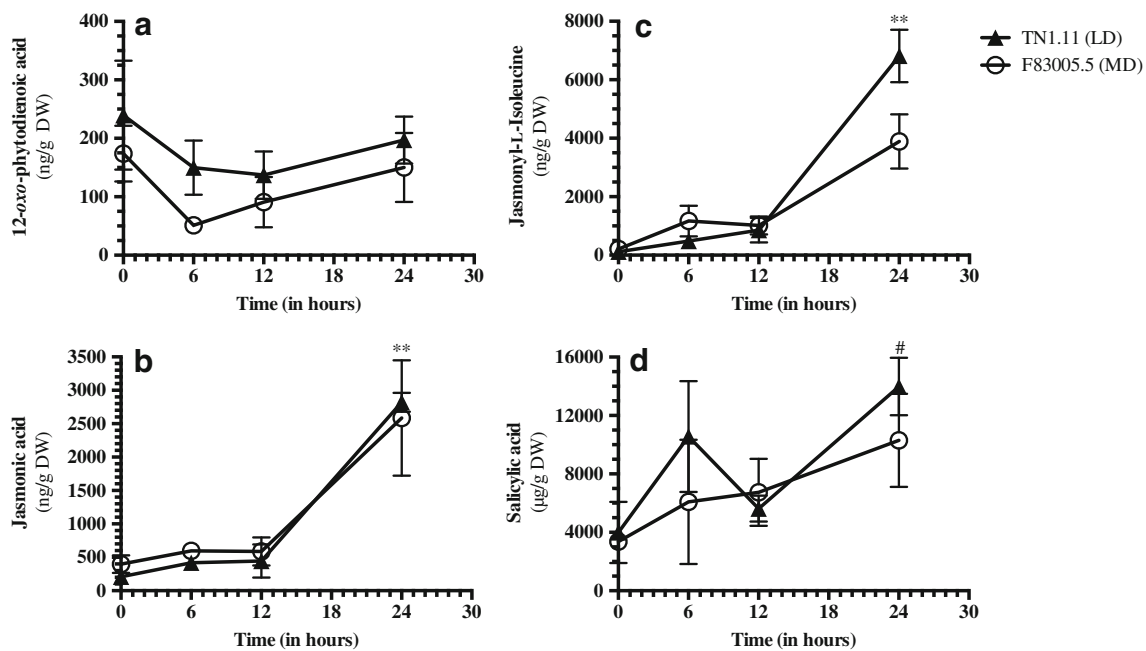 a
400
300
200
100
0
12-oxo-phytodienoic acid
(ng/g DW)
0 6 12 18 24 30
Time (in hours)
c
**
8000
6000
4000
2000
0
Jasmonyl-L-Isoleucine
(ng/g DW)
0 6 12 18 24 30
Time (in hours)
TN1.11 (LD)
F83005.5 (MD)
b
**
3500
3000
2500
2000
1500
1000
500
0
Jasmonic acid
(ng/g DW)
0 6 12 18 24 30
Time (in hours)
d
#
16000
12000
8000
4000
0
Salicylic acid
(µg/g DW)
0 6 12 18 24 30
Time (in hours)